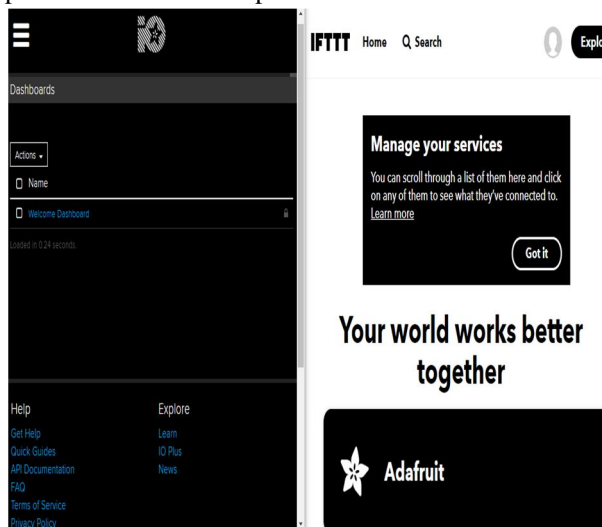 io
Dashboards
Actions
Name
Welcome Dashboard
Loaded in 0.24 seconds.
Help
Get Help
Quick Guides
API Documentation
FAQ
Terms of Service
Privacy Policy
Explore
Learn
IO Plus
News
IFTTT Home Search Explo
Manage your services
You can scroll through a list of them here and click
on any of them to see what they've connected to.
Learn more
Got it
Your world works better
together
Adafruit